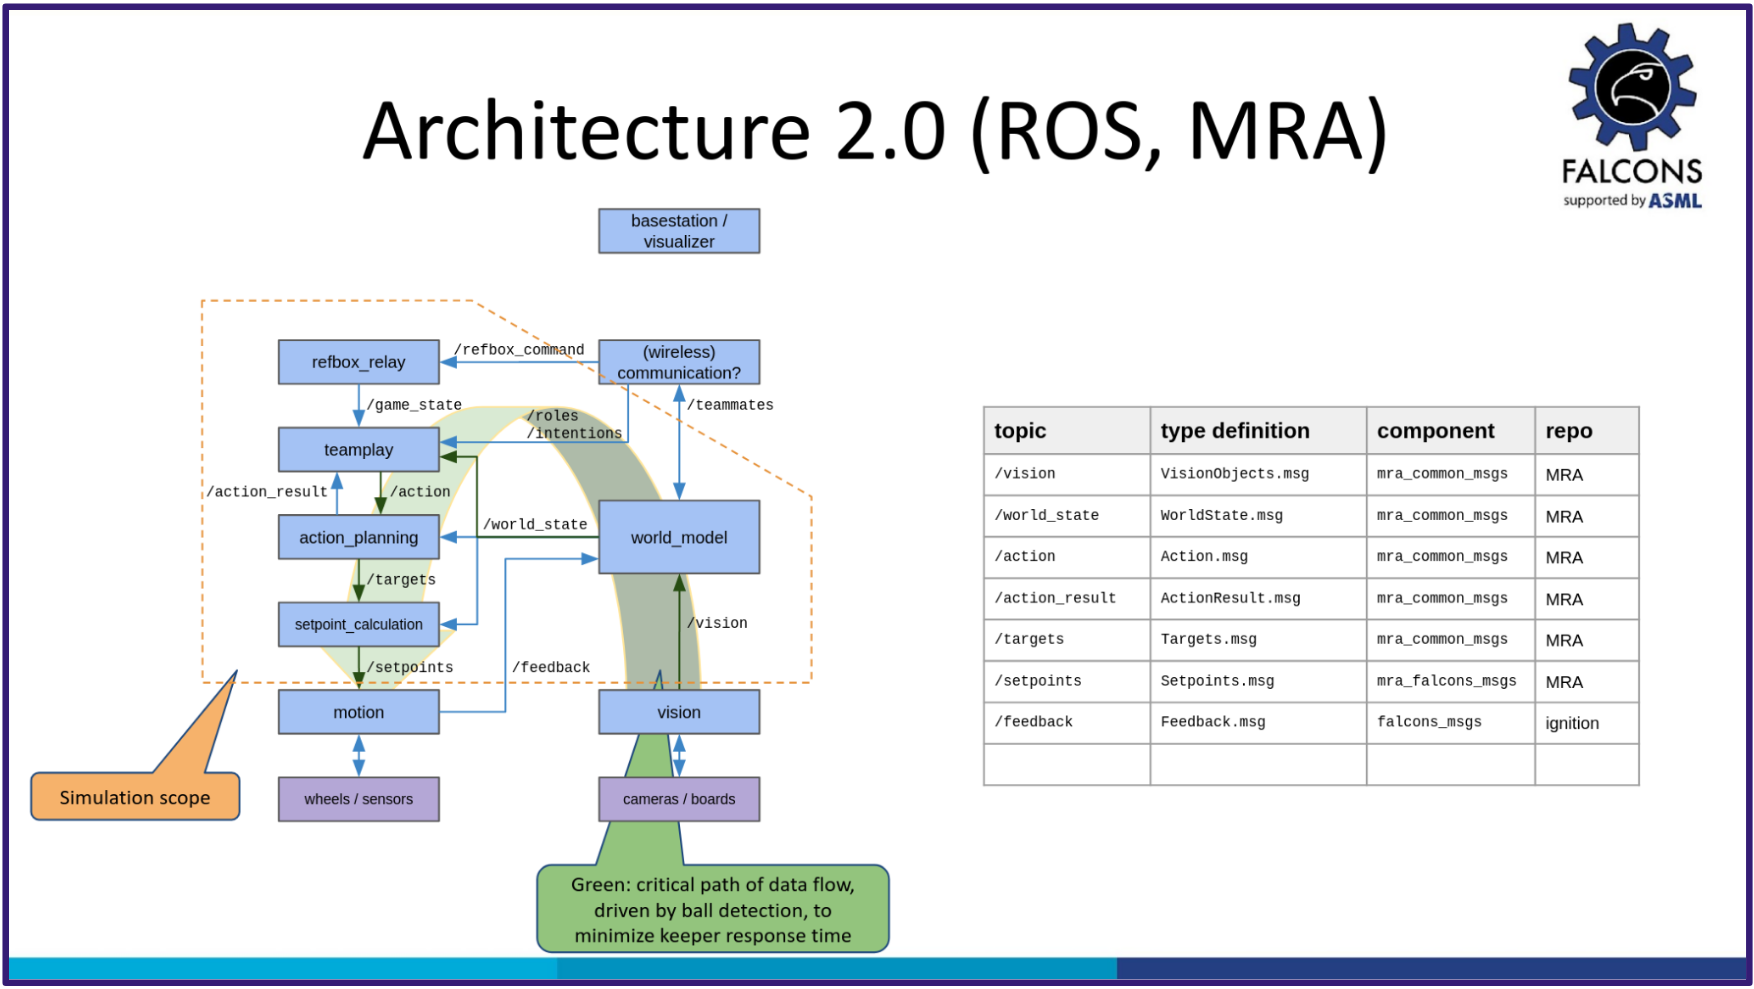 Architecture 2.0 (ROS, MRA)
FALCONS
supported by ASML
basestation /
visualizer
refbox_relay
/refbox_command
(wireless)
communication?
/game_state
/teammates
/roles
/intentions
teamplay
/action_result
/action
action_planning
/world_state
world_model
/targets
setpoint_calculation
/vision
/setpoints
/feedback
motion
vision
Simulation scope
wheels / sensors
cameras / boards
Green: critical path of data flow,
driven by ball detection, to
minimize keeper response time
topic type definition component repo
/vision VisionObjects.msg mra_common_msgs MRA
/world_state WorldState.msg mra_common_msgs MRA
/action Action.msg mra_common_msgs MRA
/action_result ActionResult.msg mra_common_msgs MRA
/targets Targets.msg mra_common_msgs MRA
/setpoints Setpoints.msg mra_falcons_msgs MRA
/feedback Feedback.msg falcons_msgs ignition